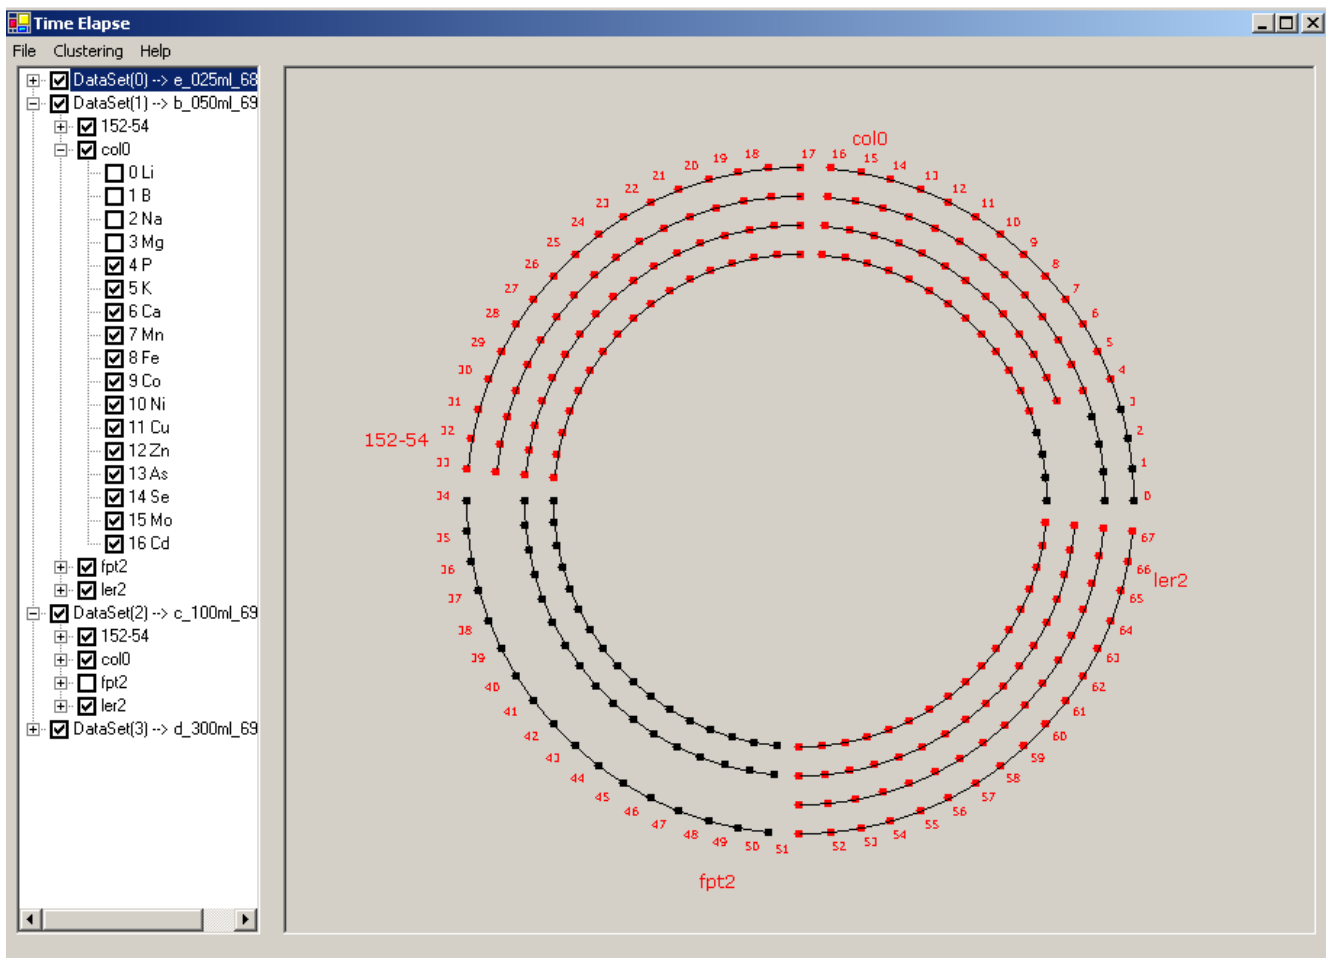 Time Elapse
File Clustering Help
DataSet(0) --> e_025ml_68
DataSet(1) --> b_050ml_69
152-54
col0
0 Li
1 B
2 Na
3 Mg
4 P
5 K
6 Ca
7 Mn
8 Fe
9 Co
10 Ni
11 Cu
12 Zn
13 As
14 Se
15 Mo
16 Cd
fpt2
ler2
DataSet(2) --> c_100ml_69
152-54
col0
fpt2
ler2
DataSet(3) --> d_300ml_69
col0
152-54
ler2
fpt2
0
1
2
3
4
5
6
7
8
9
10
11
12
13
14
15
16
17
18
19
20
21
22
23
24
25
26
27
28
29
30
31
32
33
34
35
36
37
38
39
40
41
42
43
44
45
46
47
48
49
50
51
52
53
54
55
56
57
58
59
60
61
62
63
64
65
66
67